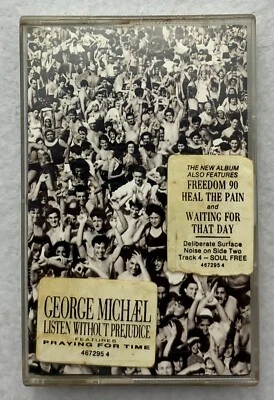 THE NEW ALBUM
ALSO FEATURES
FREEDOM 90
HEAL THE PAIN
and
WAITING FOR
THAT DAY
Deliberate Surface
Noise on Side Two
Track 4 – SOUL FREE
467295 4
GEORGE MICHÆL
LISTEN WITHOUT PREJUDICE
FEATURES
PRAYING FOR TIME
467295 4